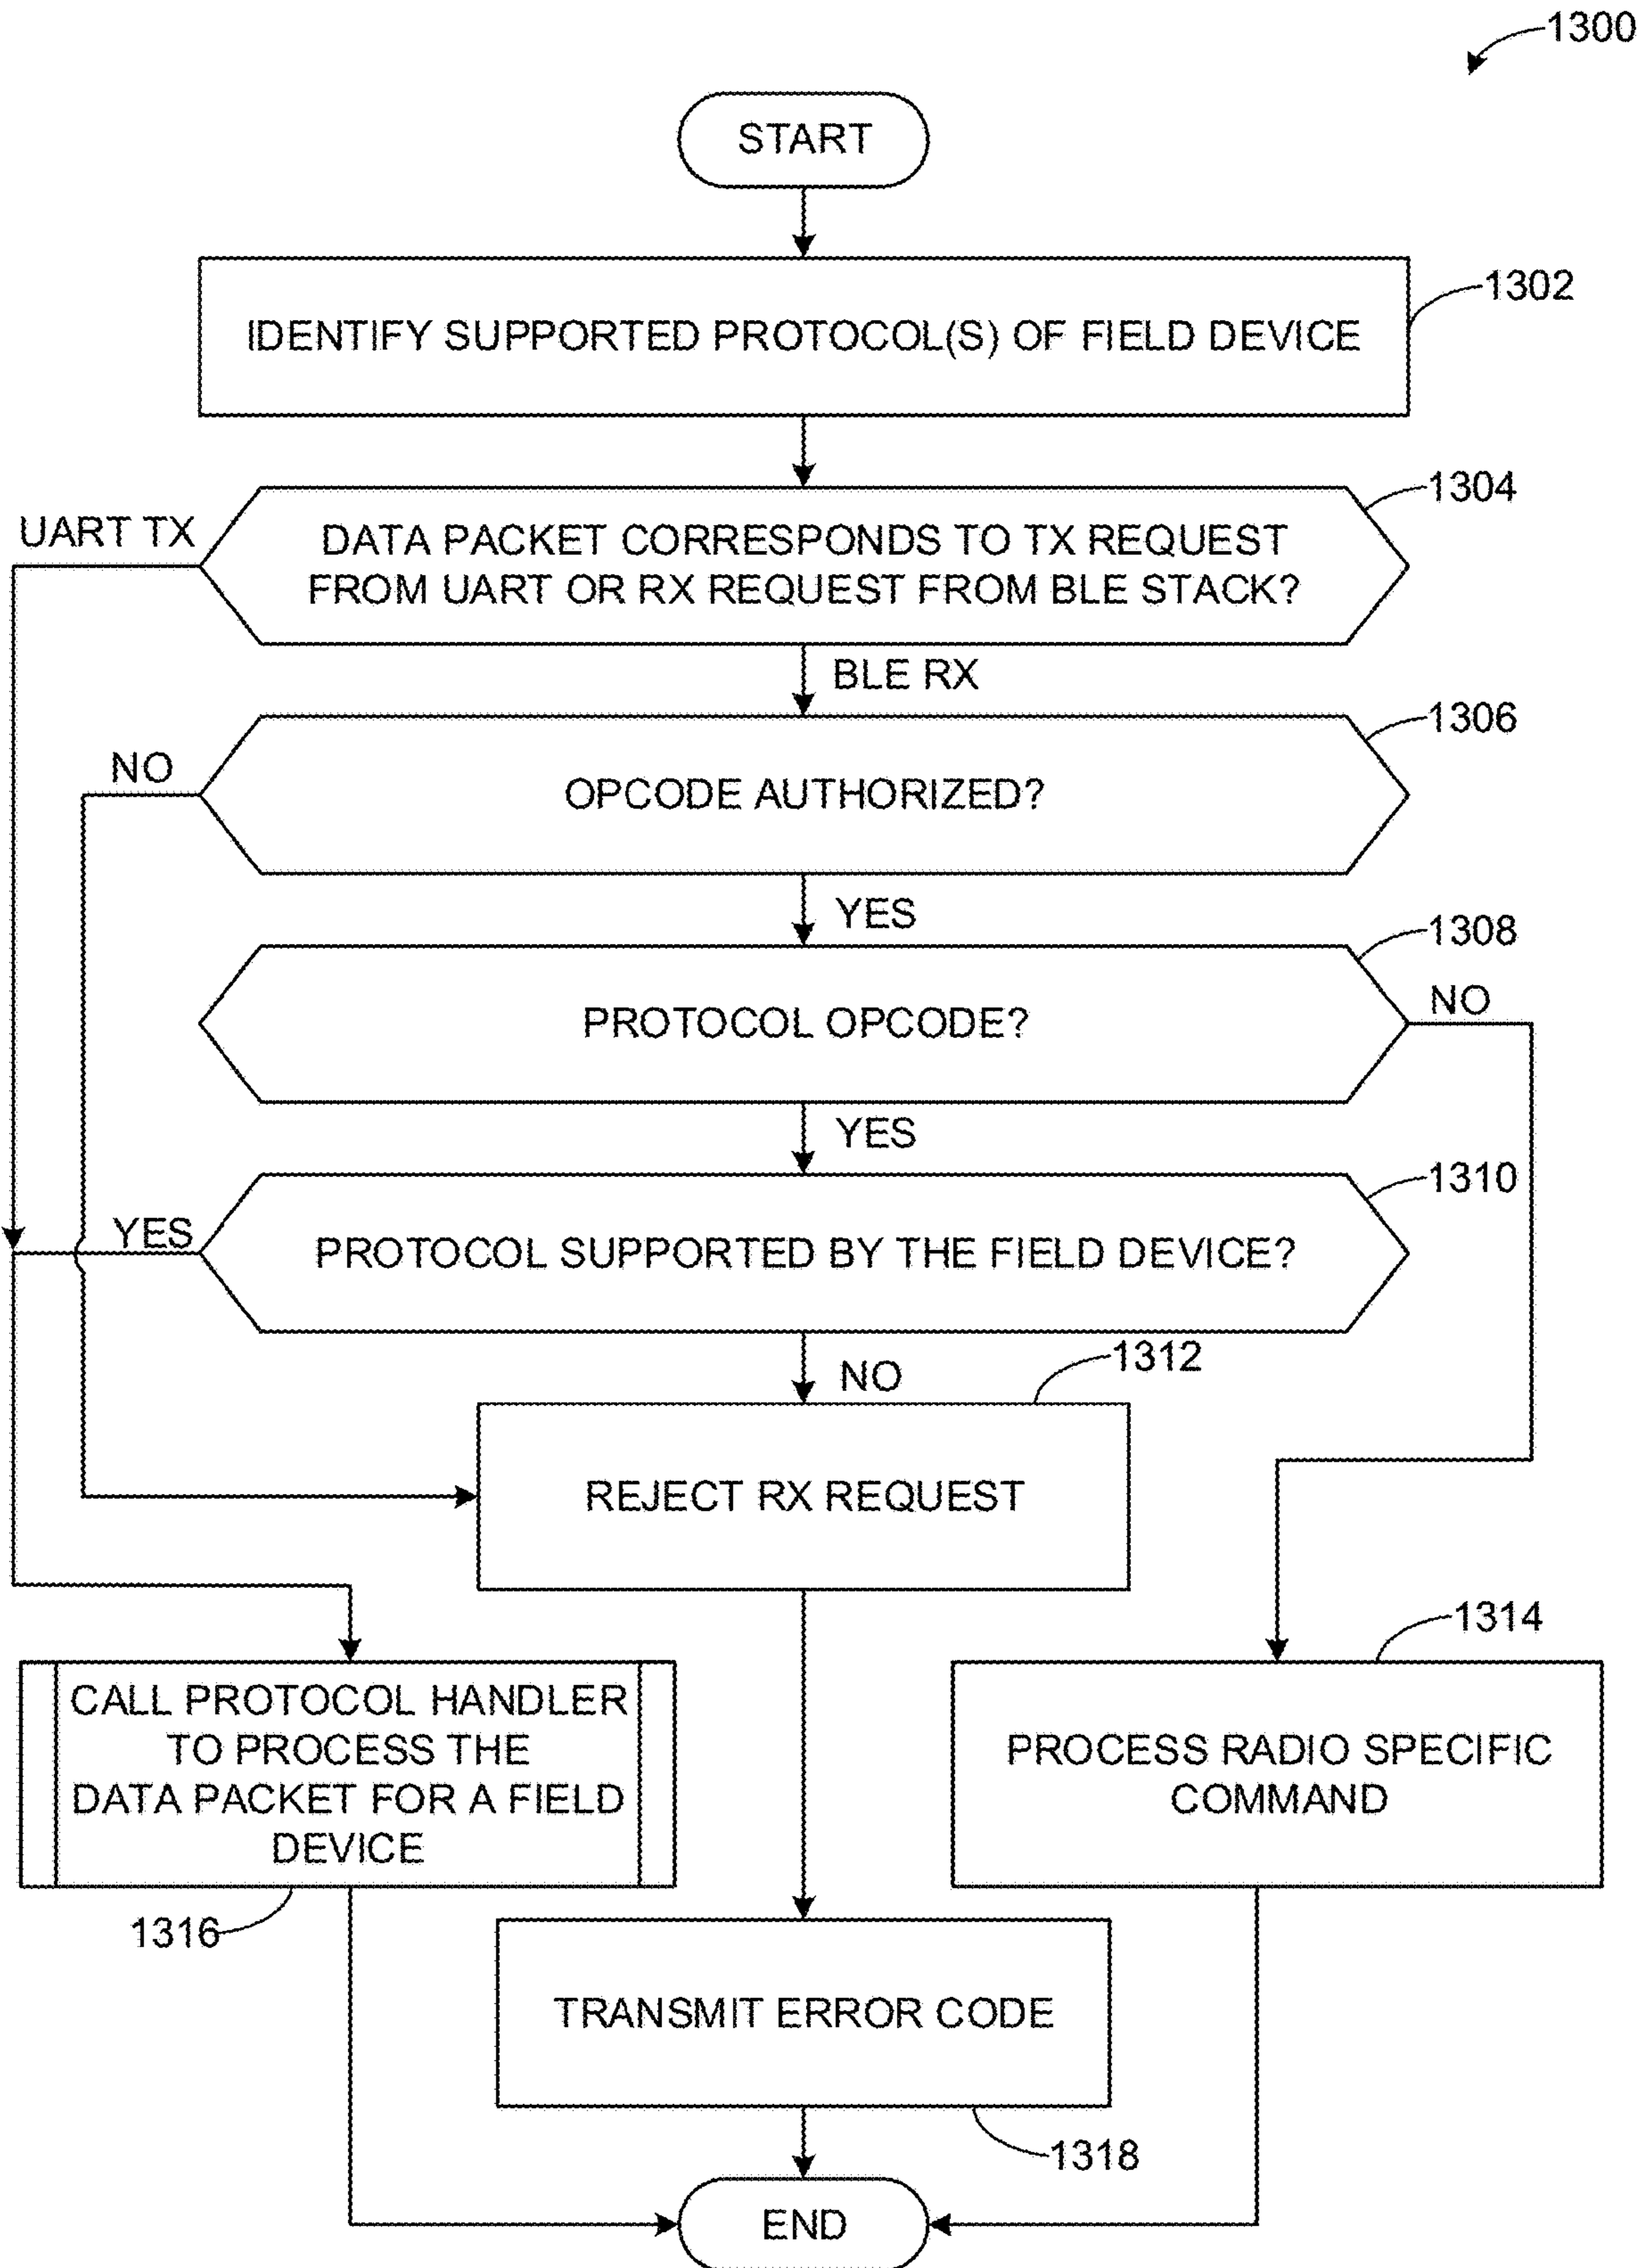 1300
START
1302
IDENTIFY SUPPORTED PROTOCOL(S) OF FIELD DEVICE
1304
UART TX
DATA PACKET CORRESPONDS TO TX REQUEST
FROM UART OR RX REQUEST FROM BLE STACK?
BLE RX
1306
NO
OPCODE AUTHORIZED?
YES
1308
NO
PROTOCOL OPCODE?
YES
1310
YES
PROTOCOL SUPPORTED BY THE FIELD DEVICE?
NO
1312
REJECT RX REQUEST
1314
CALL PROTOCOL HANDLER
TO PROCESS THE
DATA PACKET FOR A FIELD
DEVICE
PROCESS RADIO SPECIFIC
COMMAND
1316
TRANSMIT ERROR CODE
1318
END